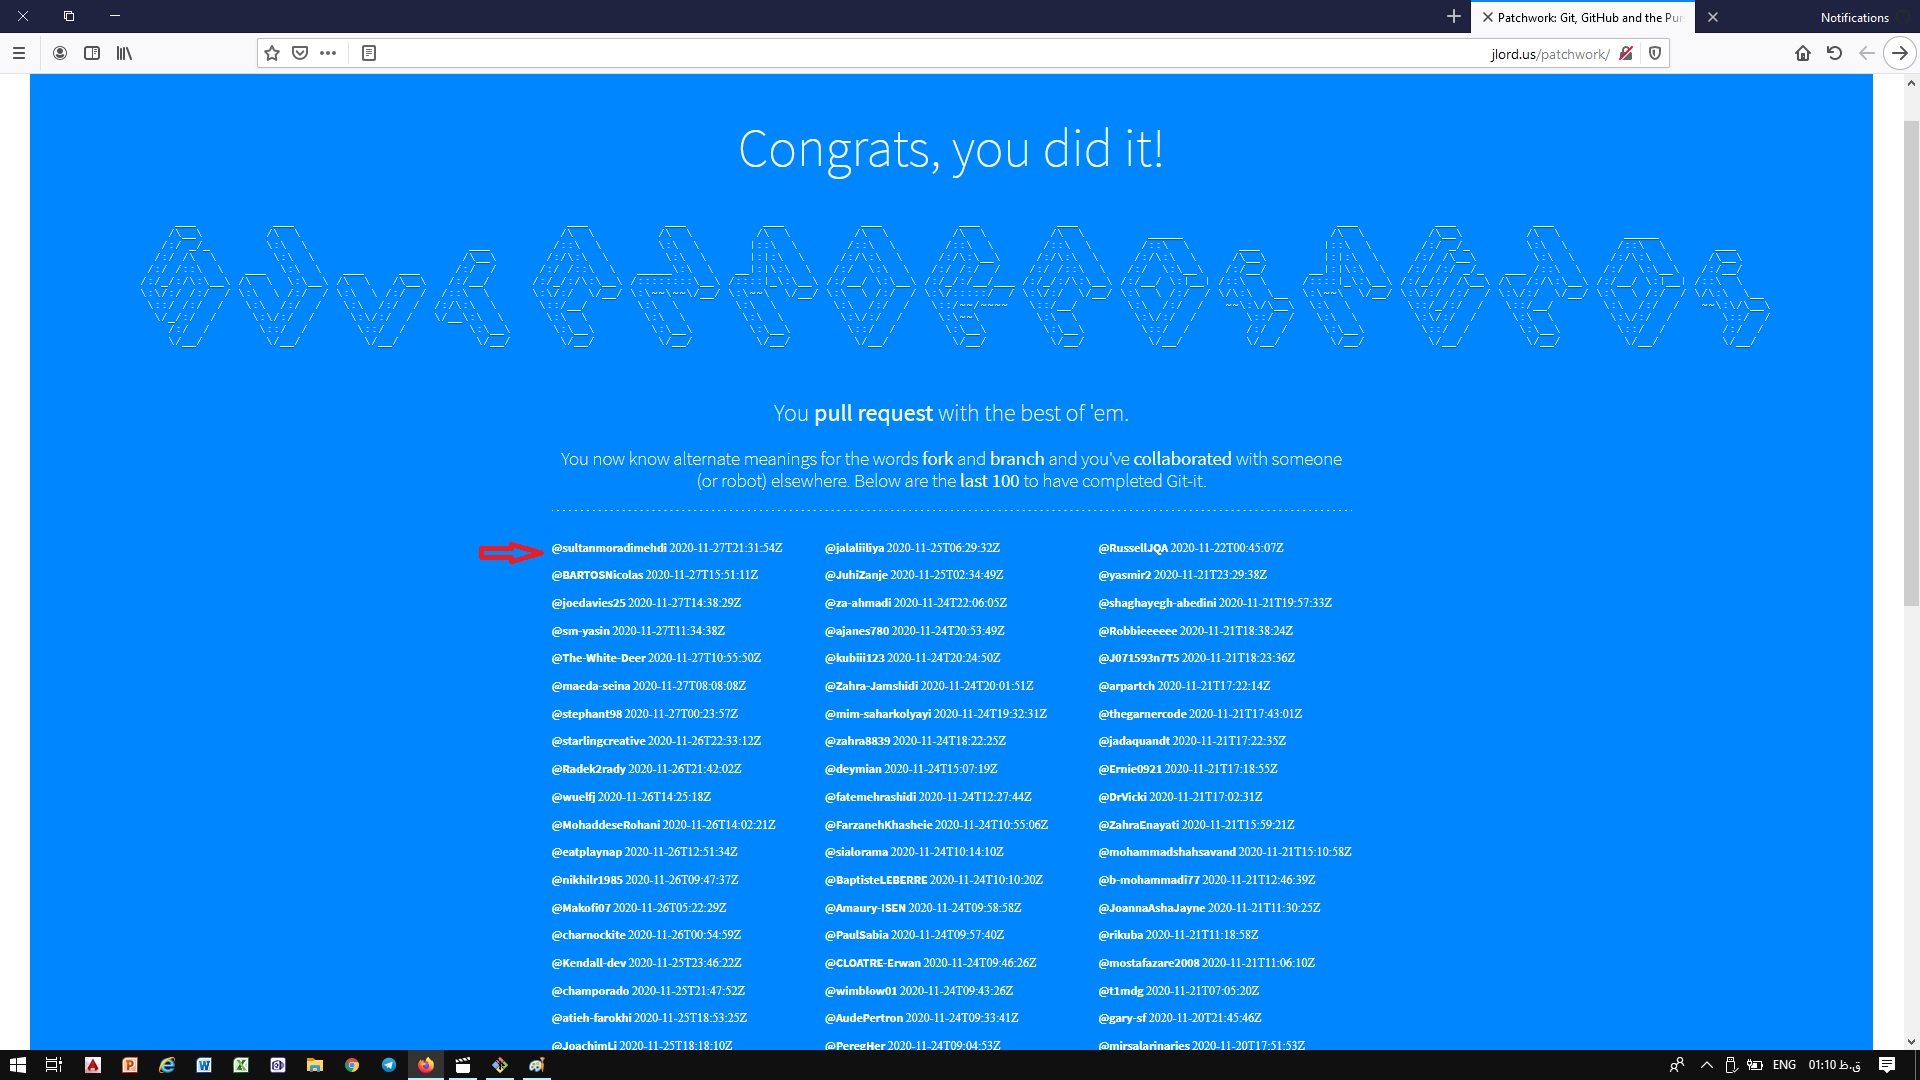 Patchwork: Git, GitHub and the Pu
Notifications
jlord.us/patchwork/
Congrats, you did it!
You pull request with the best of 'em.
You now know alternate meanings for the words fork and branch and you've collaborated with someone
(or robot) elsewhere. Below are the last 100 to have completed Git-it.
@sultanmoradimehdi 2020-11-27T21:31:54Z
@BARTOSNicolas 2020-11-27T15:51:11Z
@joedavies25 2020-11-27T14:38:29Z
@sm-yasin 2020-11-27T11:34:38Z
@The-White-Deer 2020-11-27T10:55:50Z
@maeda-seina 2020-11-27T08:08:08Z
@stephant98 2020-11-27T00:23:57Z
@starlingcreative 2020-11-26T22:33:12Z
@Radek2rady 2020-11-26T21:42:02Z
@wuelfj 2020-11-26T14:25:18Z
@MohaddeseRohani 2020-11-26T14:02:21Z
@eatplaynap 2020-11-26T12:51:34Z
@nikhilr1985 2020-11-26T09:47:37Z
@Makofi07 2020-11-26T05:22:29Z
@charnockite 2020-11-26T00:54:59Z
@Kendall-dev 2020-11-25T23:46:22Z
@champorado 2020-11-25T21:47:52Z
@atieh-farokhi 2020-11-25T18:53:25Z
@JoachimLi 2020-11-25T18:18:10Z
@jalaliiliya 2020-11-25T06:29:32Z
@JuhiZanje 2020-11-25T02:34:49Z
@za-ahmadi 2020-11-24T22:06:05Z
@ajanes780 2020-11-24T20:53:49Z
@kubiii123 2020-11-24T20:24:50Z
@Zahra-Jamshidi 2020-11-24T20:01:51Z
@mim-saharkolyayi 2020-11-24T19:32:31Z
@zahra8839 2020-11-24T18:22:25Z
@deymian 2020-11-24T15:07:19Z
@fatemehrashidi 2020-11-24T12:27:44Z
@FarzanehKhasheie 2020-11-24T10:55:06Z
@sialorama 2020-11-24T10:14:10Z
@BaptisteLEBERRE 2020-11-24T10:10:20Z
@Amaury-ISEN 2020-11-24T09:58:58Z
@PaulSabia 2020-11-24T09:57:40Z
@CLOATRE-Erwan 2020-11-24T09:46:26Z
@wimblow01 2020-11-24T09:43:26Z
@AudePertron 2020-11-24T09:33:41Z
@PeregHer 2020-11-24T09:04:53Z
@RussellJQA 2020-11-22T00:45:07Z
@yasmir2 2020-11-21T23:29:38Z
@shaghayegh-abedini 2020-11-21T19:57:33Z
@Robbieeeeee 2020-11-21T18:38:24Z
@J071593n7T5 2020-11-21T18:23:36Z
@arpartch 2020-11-21T17:22:14Z
@thegarnercode 2020-11-21T17:43:01Z
@jadaquandt 2020-11-21T17:22:35Z
@Ernie0921 2020-11-21T17:18:55Z
@DrVicki 2020-11-21T17:02:31Z
@ZahraEnayati 2020-11-21T15:59:21Z
@mohammadshahsavand 2020-11-21T15:10:58Z
@b-mohammadi77 2020-11-21T12:46:39Z
@JoannaAshaJayne 2020-11-21T11:30:25Z
@rikuba 2020-11-21T11:18:58Z
@mostafazare2008 2020-11-21T11:06:10Z
@t1mdg 2020-11-21T07:05:20Z
@gary-sf 2020-11-20T21:45:46Z
@mirsalarinaries 2020-11-20T17:51:53Z
ENG
01:10 ق.ظ